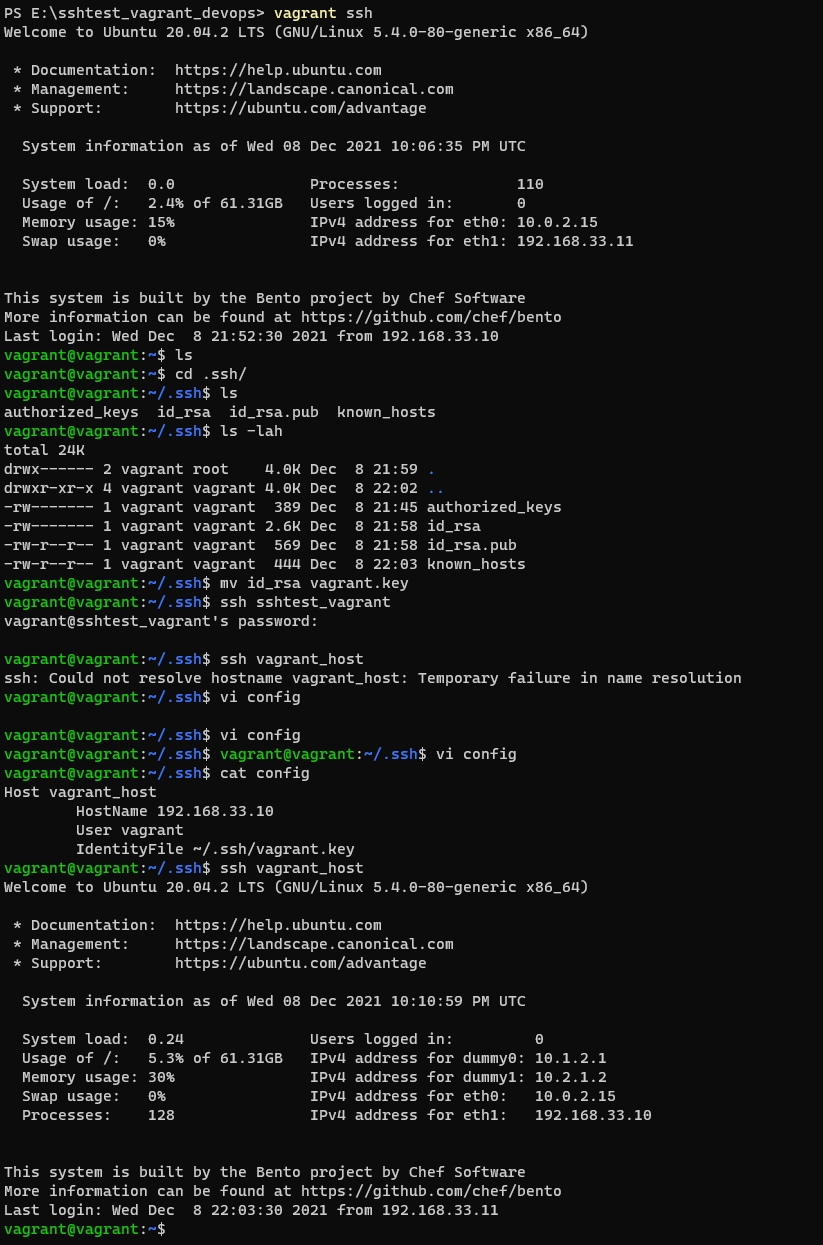 PS E:\sshtest_vagrant_devops> vagrant ssh
Welcome to Ubuntu 20.04.2 LTS (GNU/Linux 5.4.0-80-generic x86_64)
* Documentation:  https://help.ubuntu.com
* Management:     https://landscape.canonical.com
* Support:        https://ubuntu.com/advantage
System information as of Wed 08 Dec 2021 10:06:35 PM UTC
System load:  0.0               Processes:             110
Usage of /:   2.4% of 61.31GB   Users logged in:       0
Memory usage: 15%               IPv4 address for eth0: 10.0.2.15
Swap usage:   0%                IPv4 address for eth1: 192.168.33.11
This system is built by the Bento project by Chef Software
More information can be found at https://github.com/chef/bento
Last login: Wed Dec  8 21:52:30 2021 from 192.168.33.10
vagrant@vagrant:~$ ls
vagrant@vagrant:~$ cd .ssh/
vagrant@vagrant:~/.ssh$ ls
authorized_keys  id_rsa  id_rsa.pub  known_hosts
vagrant@vagrant:~/.ssh$ ls -lah
total 24K
drwx------ 2 vagrant root    4.0K Dec  8 21:59 .
drwxr-xr-x 4 vagrant vagrant 4.0K Dec  8 22:02 ..
-rw------- 1 vagrant vagrant  389 Dec  8 21:45 authorized_keys
-rw------- 1 vagrant vagrant 2.6K Dec  8 21:58 id_rsa
-rw-r--r-- 1 vagrant vagrant  569 Dec  8 21:58 id_rsa.pub
-rw-r--r-- 1 vagrant vagrant  444 Dec  8 22:03 known_hosts
vagrant@vagrant:~/.ssh$ mv id_rsa vagrant.key
vagrant@vagrant:~/.ssh$ ssh sshtest_vagrant
vagrant@sshtest_vagrant's password:
vagrant@vagrant:~/.ssh$ ssh vagrant_host
ssh: Could not resolve hostname vagrant_host: Temporary failure in name resolution
vagrant@vagrant:~/.ssh$ vi config
vagrant@vagrant:~/.ssh$ vi config
vagrant@vagrant:~/.ssh$ vagrant@vagrant:~/.ssh$ vi config
vagrant@vagrant:~/.ssh$ cat config
Host vagrant_host
        HostName 192.168.33.10
        User vagrant
        IdentityFile ~/.ssh/vagrant.key
vagrant@vagrant:~/.ssh$ ssh vagrant_host
Welcome to Ubuntu 20.04.2 LTS (GNU/Linux 5.4.0-80-generic x86_64)
* Documentation:  https://help.ubuntu.com
* Management:     https://landscape.canonical.com
* Support:        https://ubuntu.com/advantage
System information as of Wed 08 Dec 2021 10:10:59 PM UTC
System load:  0.24              Users logged in:         0
Usage of /:   5.3% of 61.31GB   IPv4 address for dummy0: 10.1.2.1
Memory usage: 30%               IPv4 address for dummy1: 10.2.1.2
Swap usage:   0%                IPv4 address for eth0:   10.0.2.15
Processes:    128               IPv4 address for eth1:   192.168.33.10
This system is built by the Bento project by Chef Software
More information can be found at https://github.com/chef/bento
Last login: Wed Dec  8 22:03:30 2021 from 192.168.33.11
vagrant@vagrant:~$